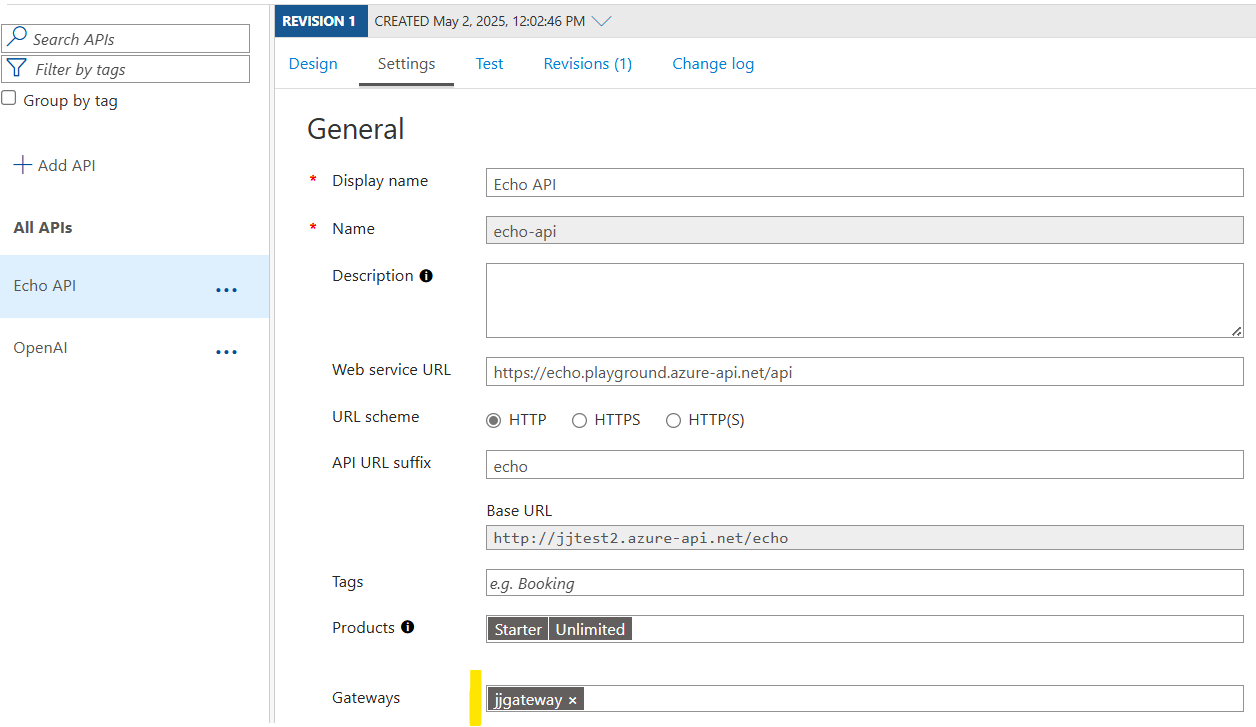 Search APIs
Filter by tags
Group by tag
Add API
All APIs
Echo API
OpenAI
REVISION 1 CREATED May 2, 2025, 12:02:46 PM
Design Settings Test Revisions (1) Change log
General
* Display name Echo API
* Name echo-api
Description
Web service URL https://echo.playground.azure-api.net/api
URL scheme HTTP HTTPS HTTP(S)
API URL suffix echo
Base URL
http://jjtest2.azure-api.net/echo
Tags e.g. Booking
Products Starter Unlimited
Gateways jjgateway ×